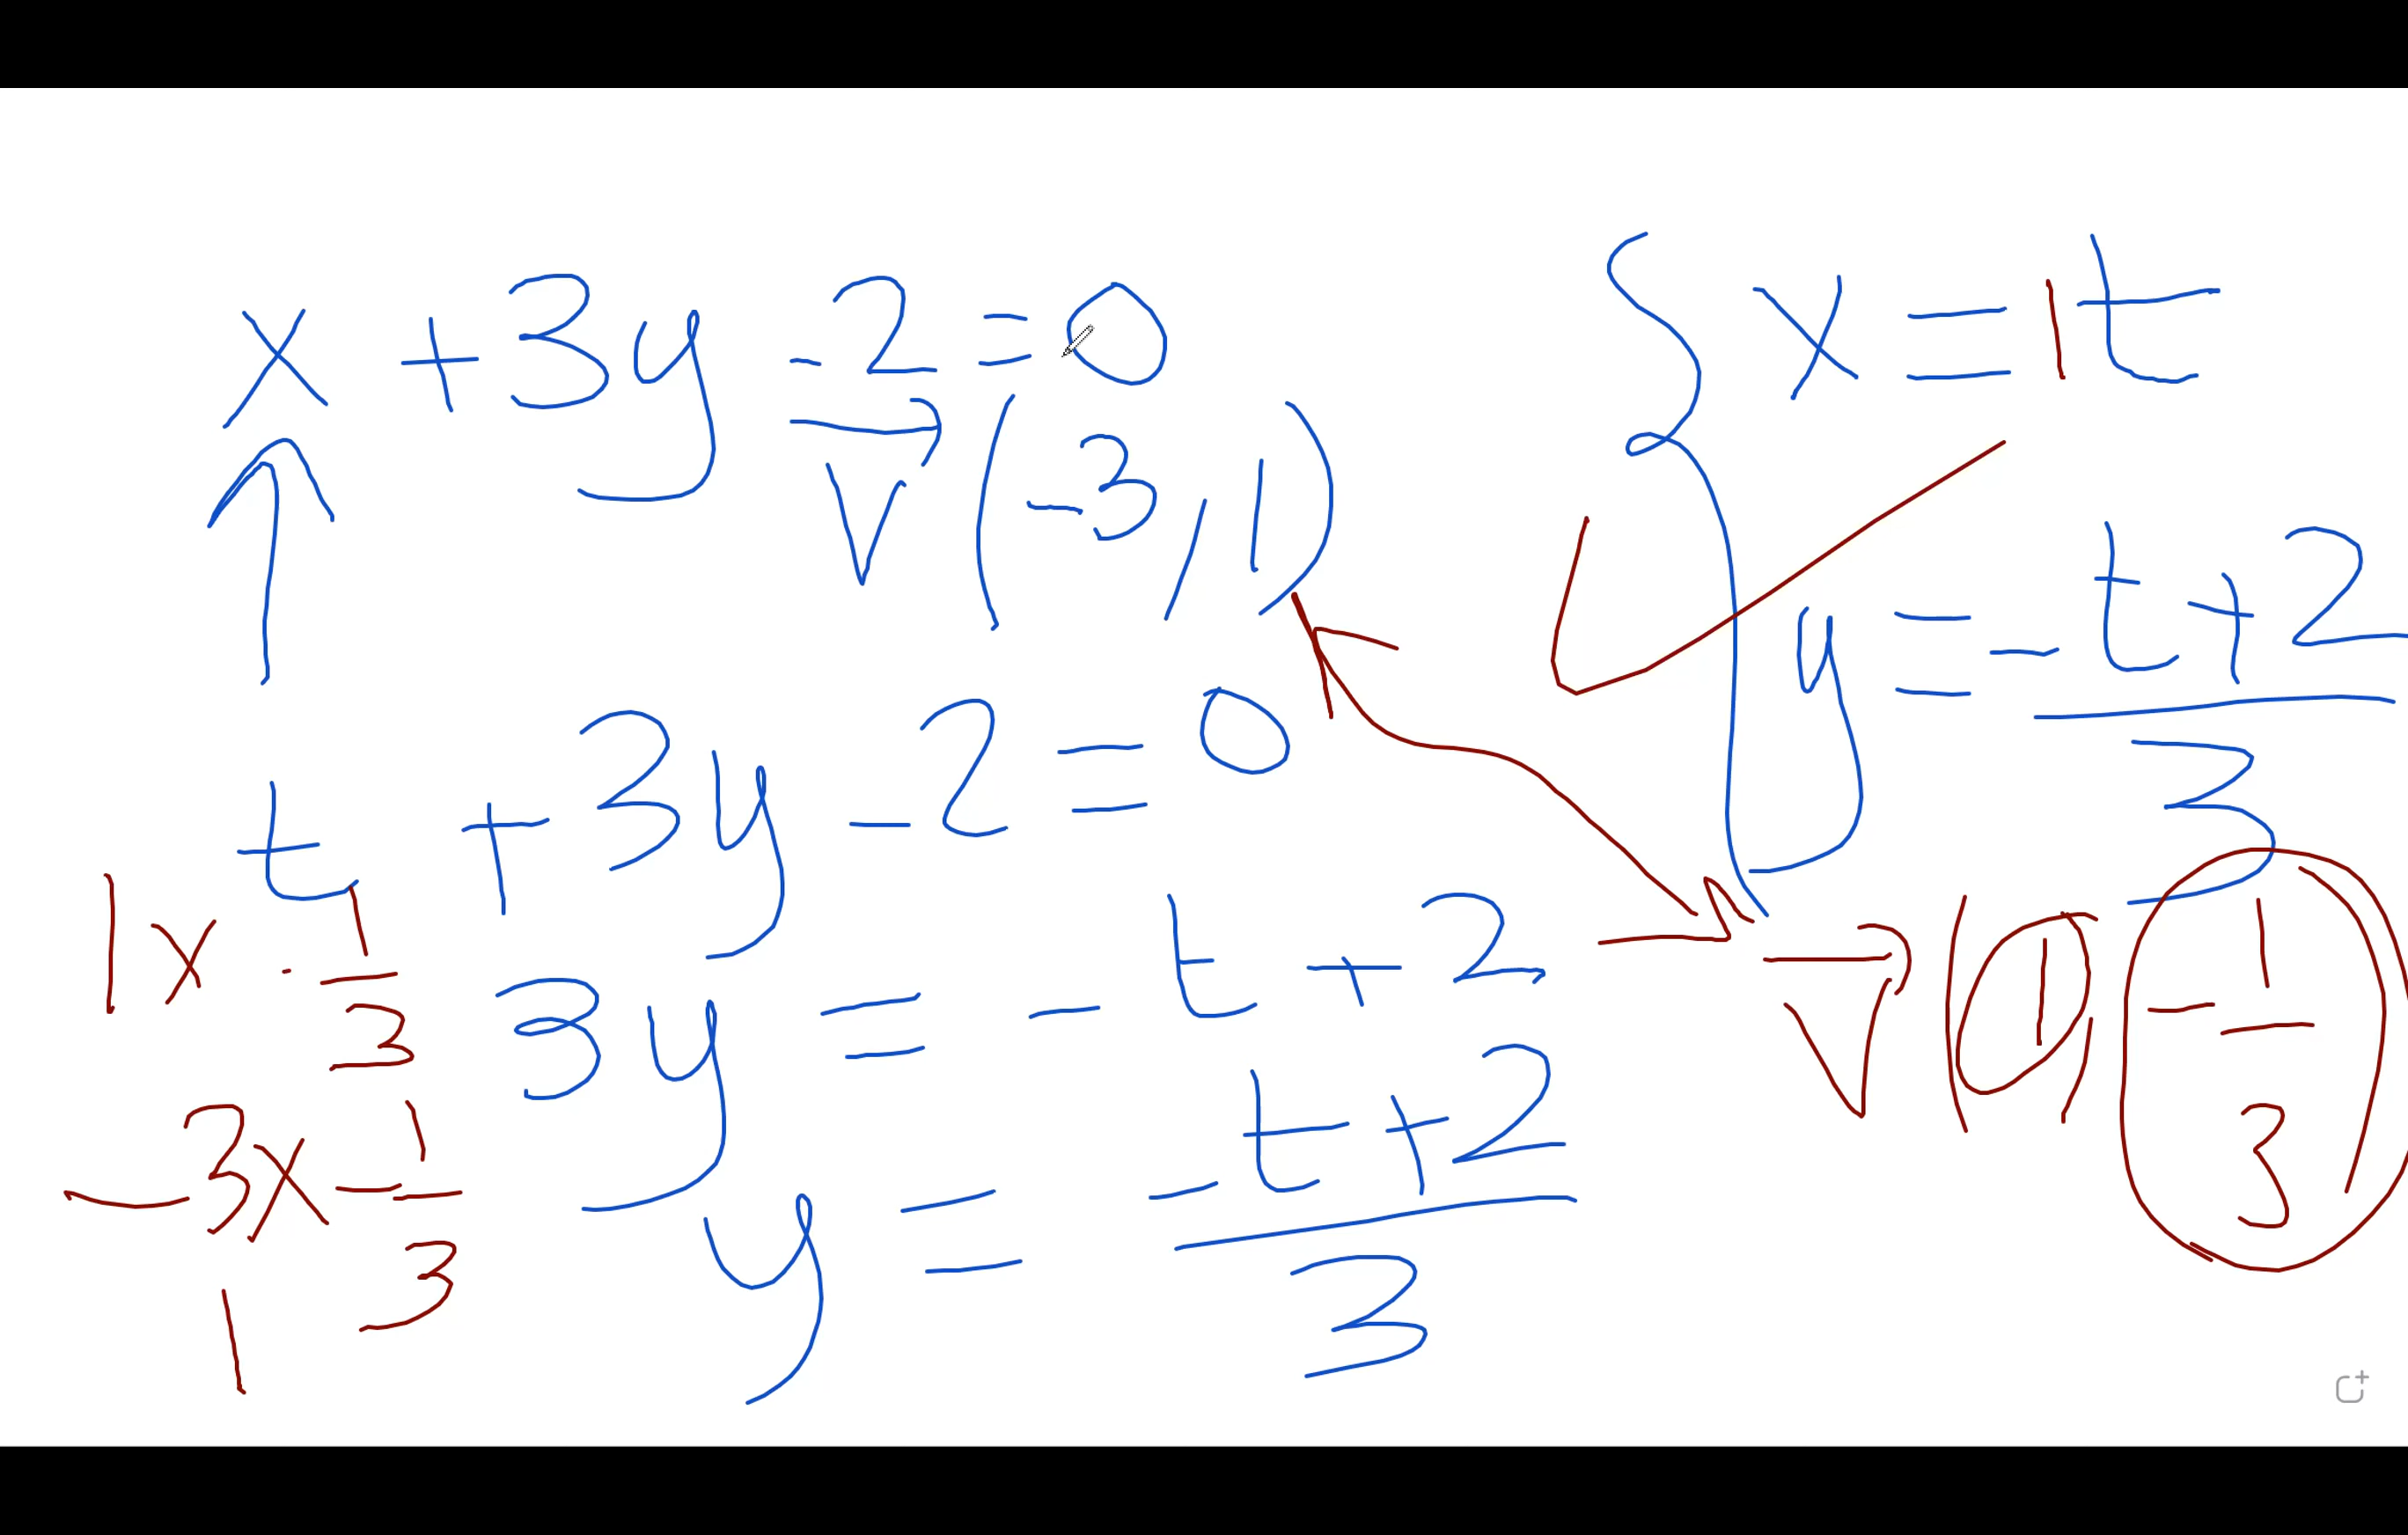 x + 3y - 2 = 0
v⃗ (-3, 1)
t + 3y - 2 = 0
3y = -t + 2
y = (-t + 2)/3
{ x = 1t
y = (-t + 2)/3
v⃗ (1, -1/3)
1x -1/3
-3x -1/3
1